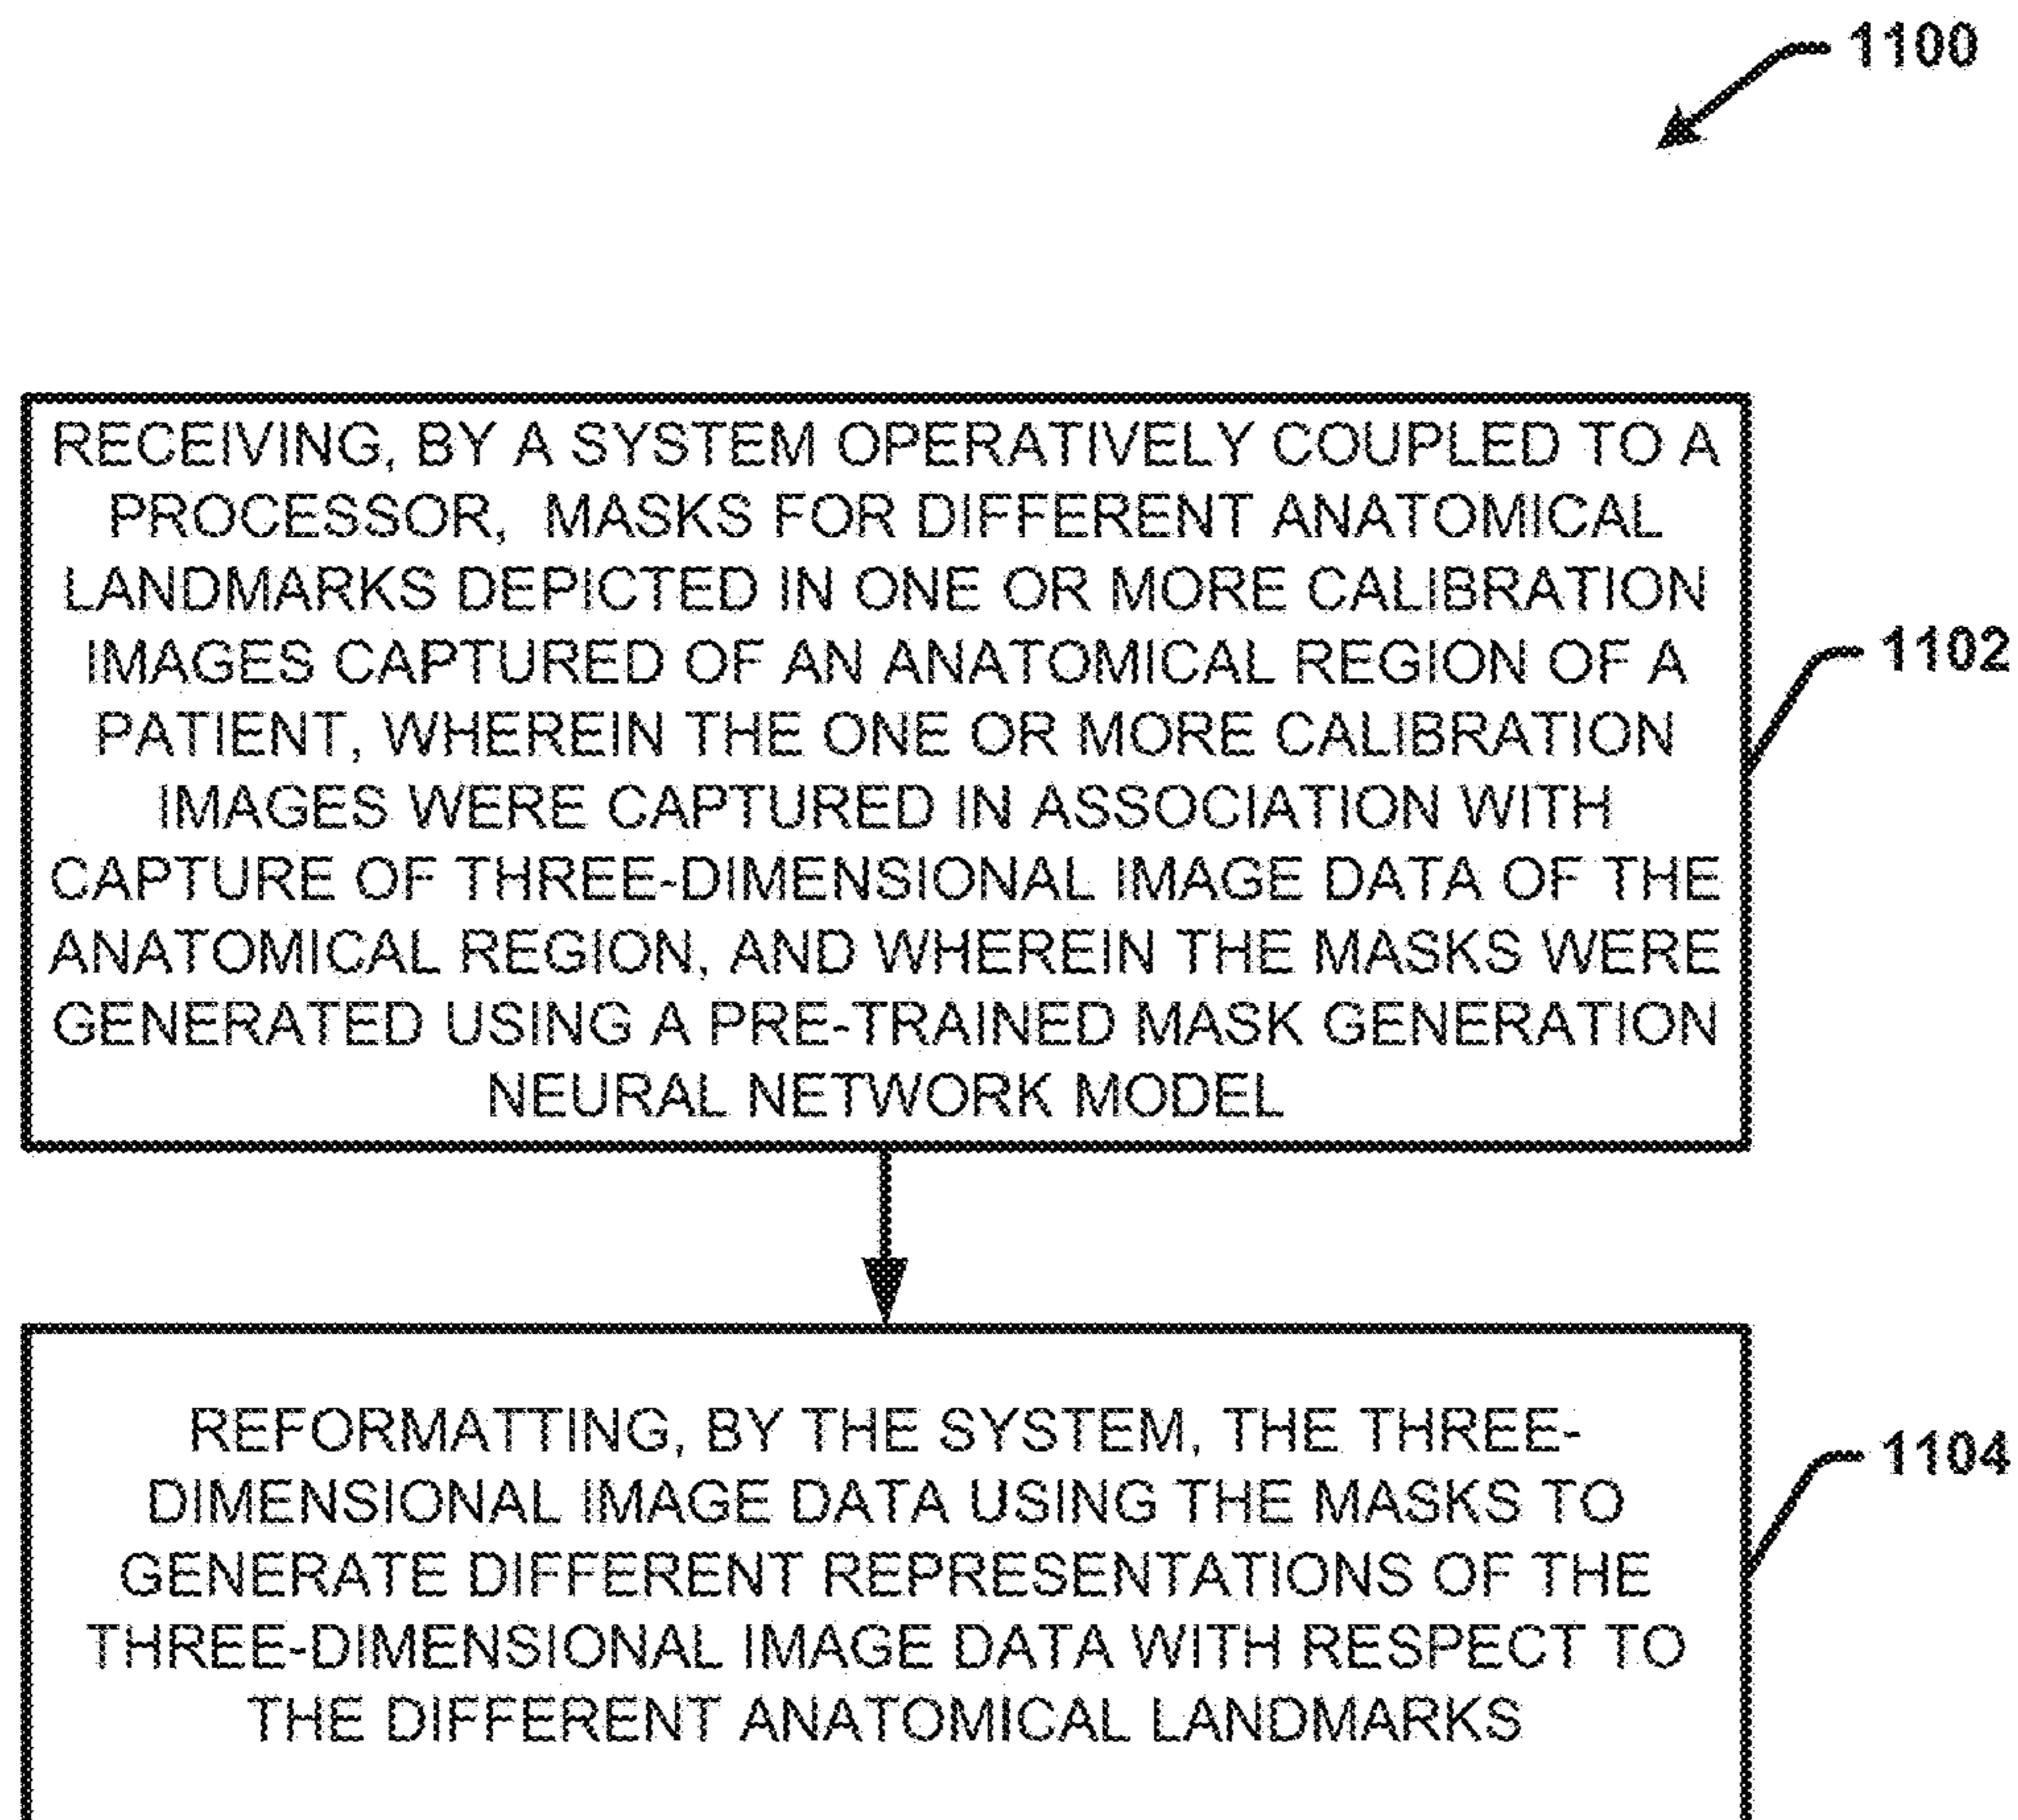 1100
RECEIVING, BY A SYSTEM OPERATIVELY COUPLED TO A
PROCESSOR, MASKS FOR DIFFERENT ANATOMICAL
LANDMARKS DEPICTED IN ONE OR MORE CALIBRATION
IMAGES CAPTURED OF AN ANATOMICAL REGION OF A
PATIENT, WHEREIN THE ONE OR MORE CALIBRATION
IMAGES WERE CAPTURED IN ASSOCIATION WITH
CAPTURE OF THREE-DIMENSIONAL IMAGE DATA OF THE
ANATOMICAL REGION, AND WHEREIN THE MASKS WERE
GENERATED USING A PRE-TRAINED MASK GENERATION
NEURAL NETWORK MODEL
1102
REFORMATTING, BY THE SYSTEM, THE THREE-
DIMENSIONAL IMAGE DATA USING THE MASKS TO
GENERATE DIFFERENT REPRESENTATIONS OF THE
THREE-DIMENSIONAL IMAGE DATA WITH RESPECT TO
THE DIFFERENT ANATOMICAL LANDMARKS
1104